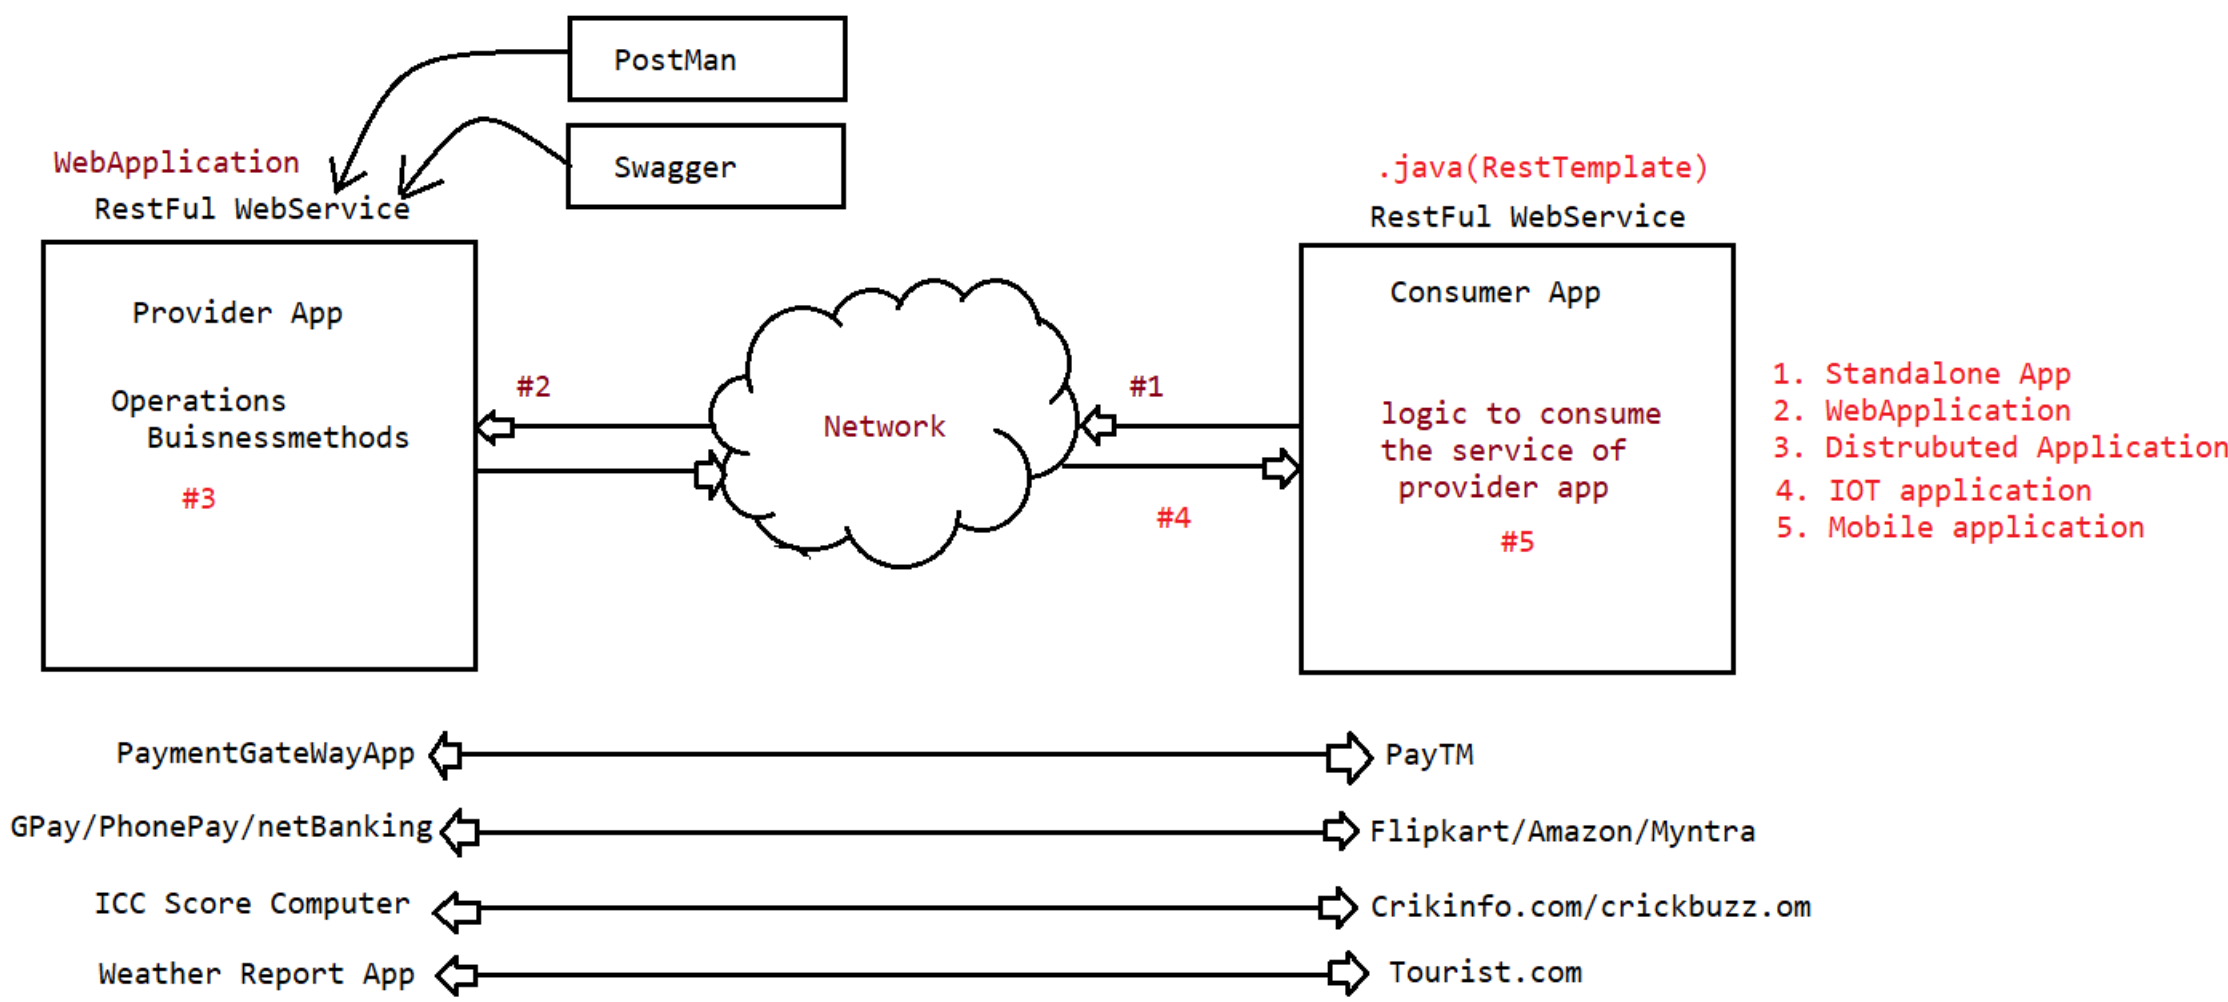 PostMan
Swagger
WebApplication
RestFul WebService
.java(RestTemplate)
RestFul WebService
Provider App
Operations
Buisnessmethods
#3
#2
Network
#1
#4
Consumer App
logic to consume
the service of
provider app
#5
1. Standalone App
2. WebApplication
3. Distrubuted Application
4. IOT application
5. Mobile application
PaymentGateWayApp
PayTM
GPay/PhonePay/netBanking
Flipkart/Amazon/Myntra
ICC Score Computer
Crikinfo.com/crickbuzz.om
Weather Report App
Tourist.com